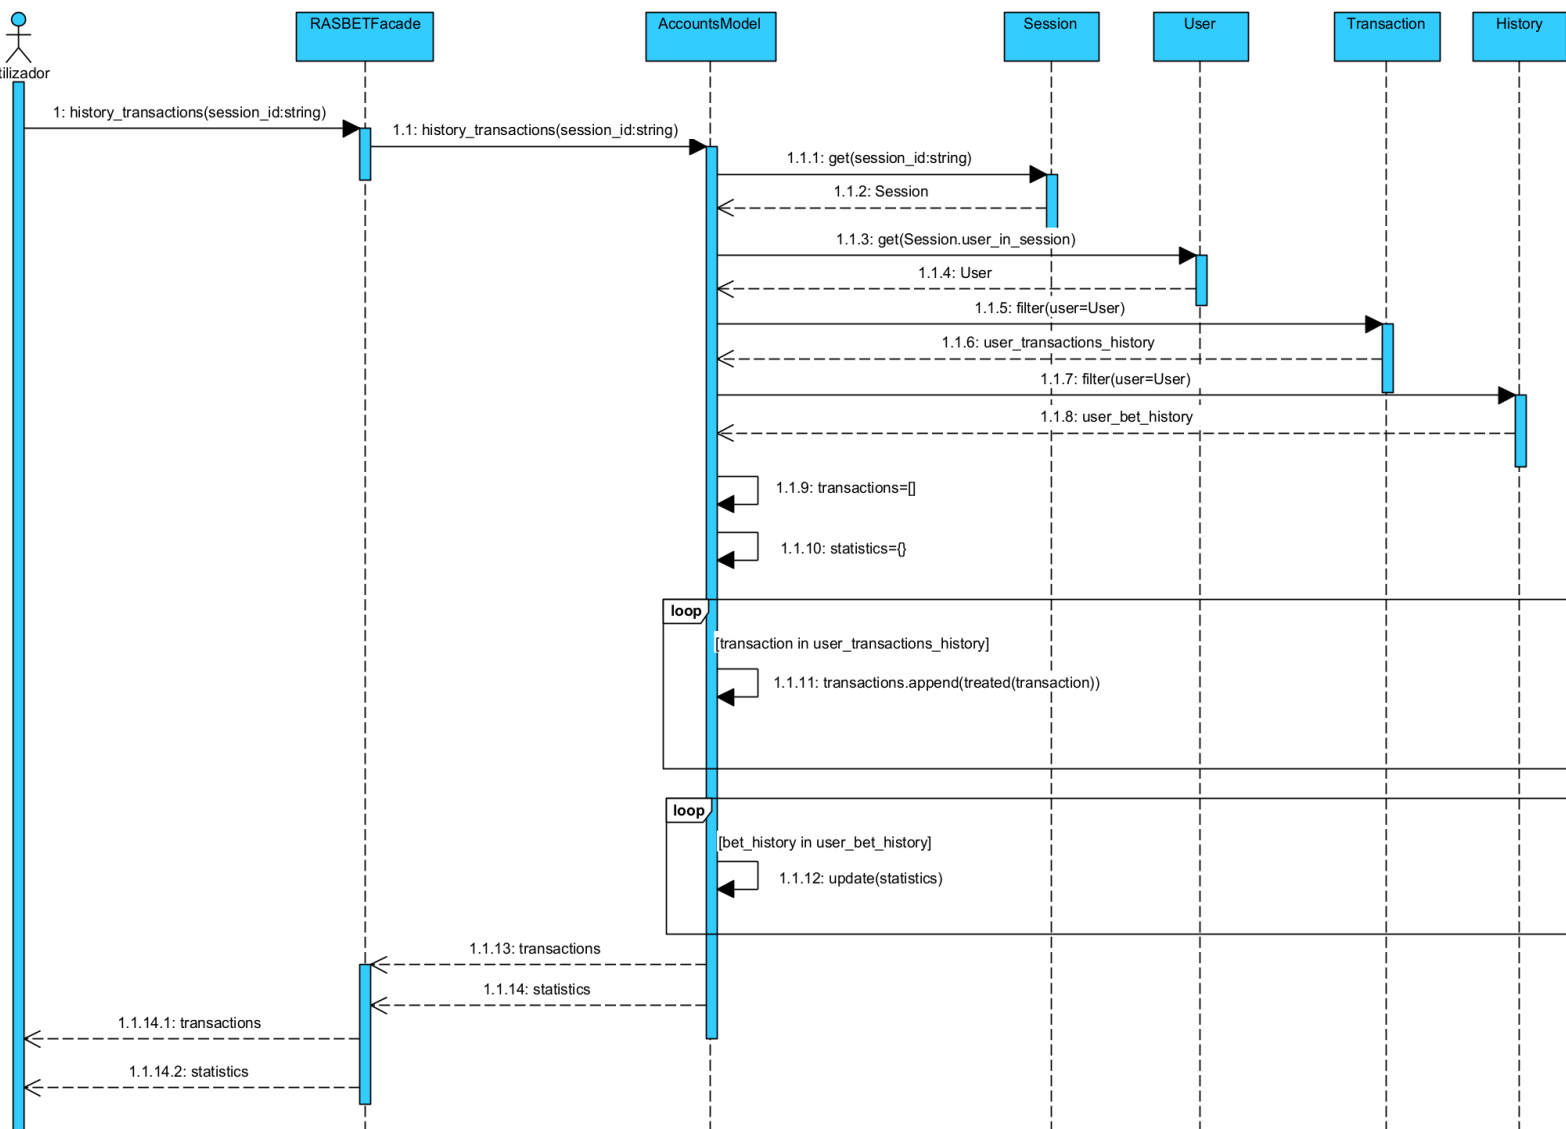 RASBETFacade
AccountsModel
Session
User
Transaction
History
tilizador
1: history_transactions(session_id:string)
1.1: history_transactions(session_id:string)
1.1.1: get(session_id:string)
1.1.2: Session
1.1.3: get(Session.user_in_session)
1.1.4: User
1.1.5: filter(user=User)
1.1.6: user_transactions_history
1.1.7: filter(user=User)
1.1.8: user_bet_history
1.1.9: transactions=[]
1.1.10: statistics={}
loop
[transaction in user_transactions_history]
1.1.11: transactions.append(treated(transaction))
loop
[bet_history in user_bet_history]
1.1.12: update(statistics)
1.1.13: transactions
1.1.14: statistics
1.1.14.1: transactions
1.1.14.2: statistics